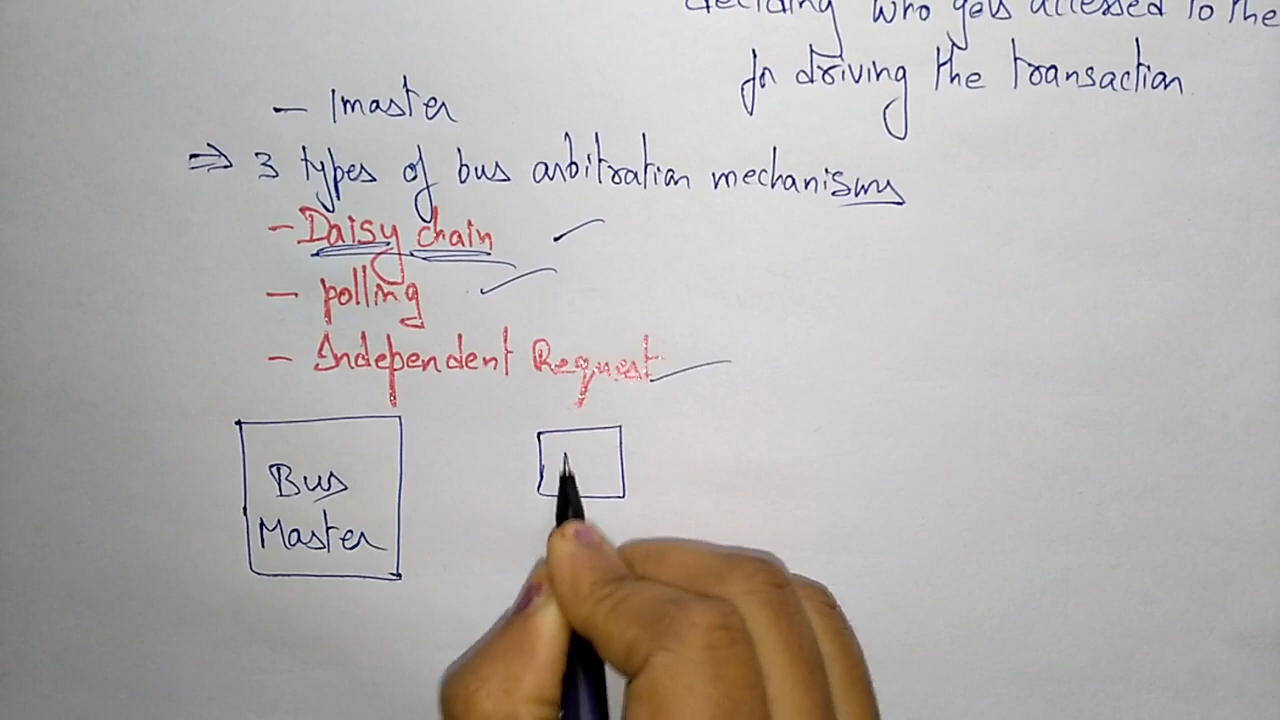 deciding who gets accessed to the
for driving the transaction
- 1master
⇒ 3 types of bus arbitration mechanisms
- Daisy chain ✓
- polling ✓
- Independent Request ✓
Bus
Master